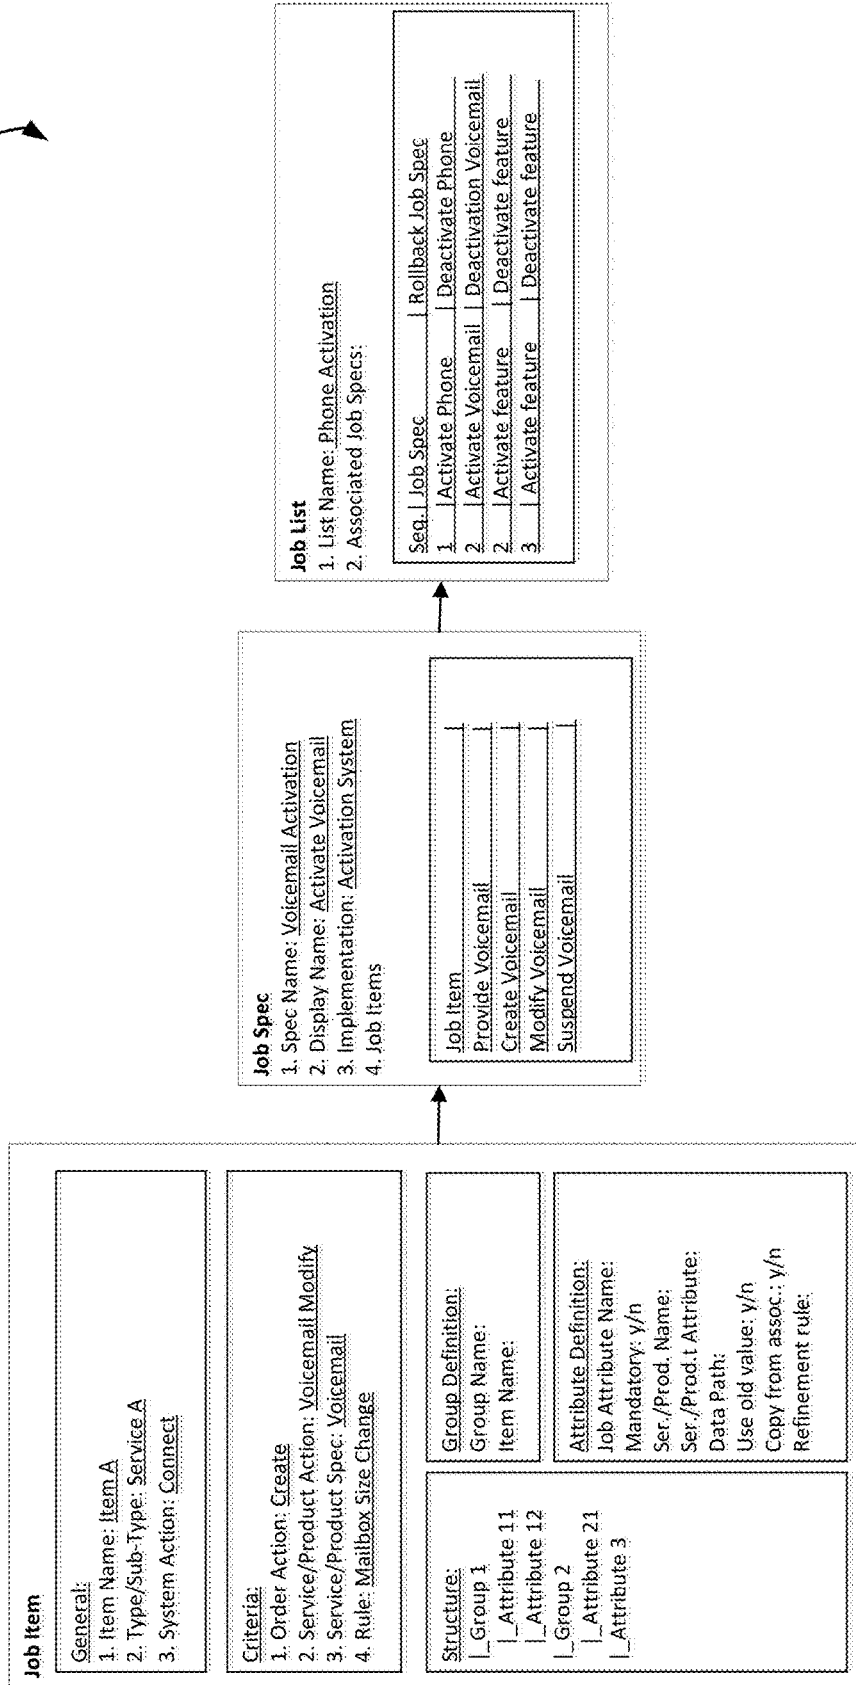 Job Item
General:
1. Item Name: Item A
2. Type/Sub-Type: Service A
3. System Action: Connect
Criteria:
1. Order Action: Create
2. Service/Product Action: Voicemail Modify
3. Service/Product Spec: Voicemail
4. Rule: Mailbox Size Change
Structure:
|_Group 1
|_Attribute 11
|_Attribute 12
|_Group 2
|_Attribute 21
|_Attribute 3
Group Definition:
Group Name:
Item Name:
Attribute Definition:
Job Attribute Name:
Mandatory: y/n
Ser./Prod. Name:
Ser./Prod.t Attribute:
Data Path:
Use old value: y/n
Copy from assoc.: y/n
Refinement rule:
Job Spec
1. Spec Name: Voicemail Activation
2. Display Name: Activate Voicemail
3. Implementation: Activation System
4. Job Items
Job Item |
Provide Voicemail |
Create Voicemail |
Modify Voicemail |
Suspend Voicemail |
Job List
1. List Name: Phone Activation
2. Associated Job Specs:
Seq. | Job Spec | Rollback Job Spec
1 | Activate Phone | Deactivate Phone
2 | Activate Voicemail | Deactivation Voicemail
2 | Activate feature | Deactivate feature
3 | Activate feature | Deactivate feature